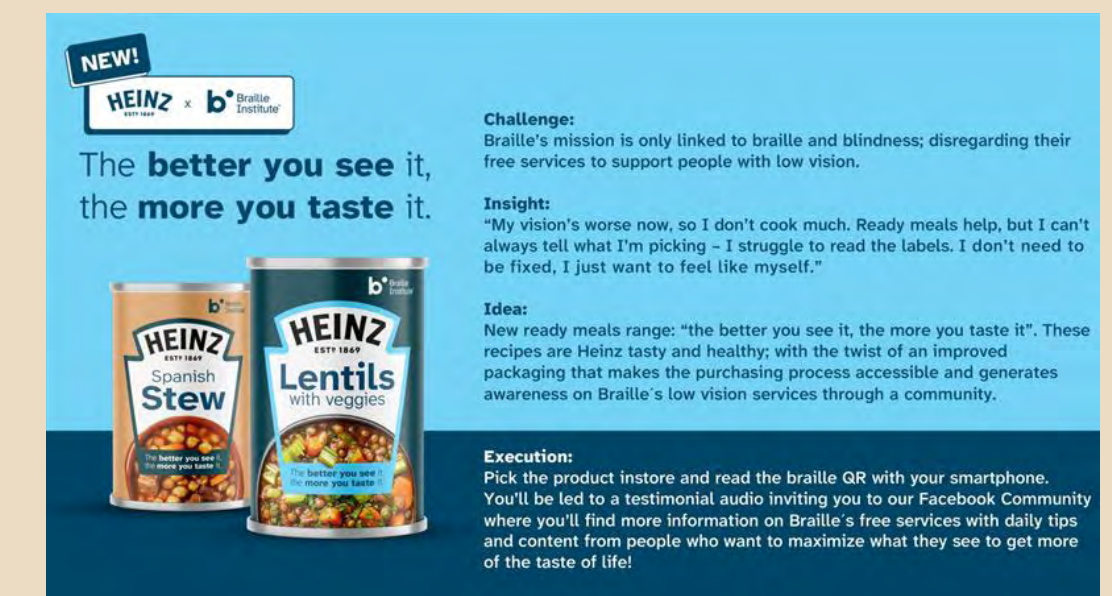 NEW!
HEINZ x b Braille
ESTD 1869 Institute
The better you see it,
the more you taste it.
b Braille
Institute
HEINZ
ESTD 1869
Spanish
Stew
The better you see it,
the more you taste it.
b Braille
Institute
HEINZ
ESTD 1869
Lentils
with veggies
The better you see it,
the more you taste it.
Challenge:
Braille's mission is only linked to braille and blindness; disregarding their
free services to support people with low vision.
Insight:
“My vision's worse now, so I don't cook much. Ready meals help, but I can't
always tell what I'm picking – I struggle to read the labels. I don't need to
be fixed, I just want to feel like myself.”
Idea:
New ready meals range: “the better you see it, the more you taste it”. These
recipes are Heinz tasty and healthy; with the twist of an improved
packaging that makes the purchasing process accessible and generates
awareness on Braille´s low vision services through a community.
Execution:
Pick the product instore and read the braille QR with your smartphone.
You'll be led to a testimonial audio inviting you to our Facebook Community
where you'll find more information on Braille´s free services with daily tips
and content from people who want to maximize what they see to get more
of the taste of life!